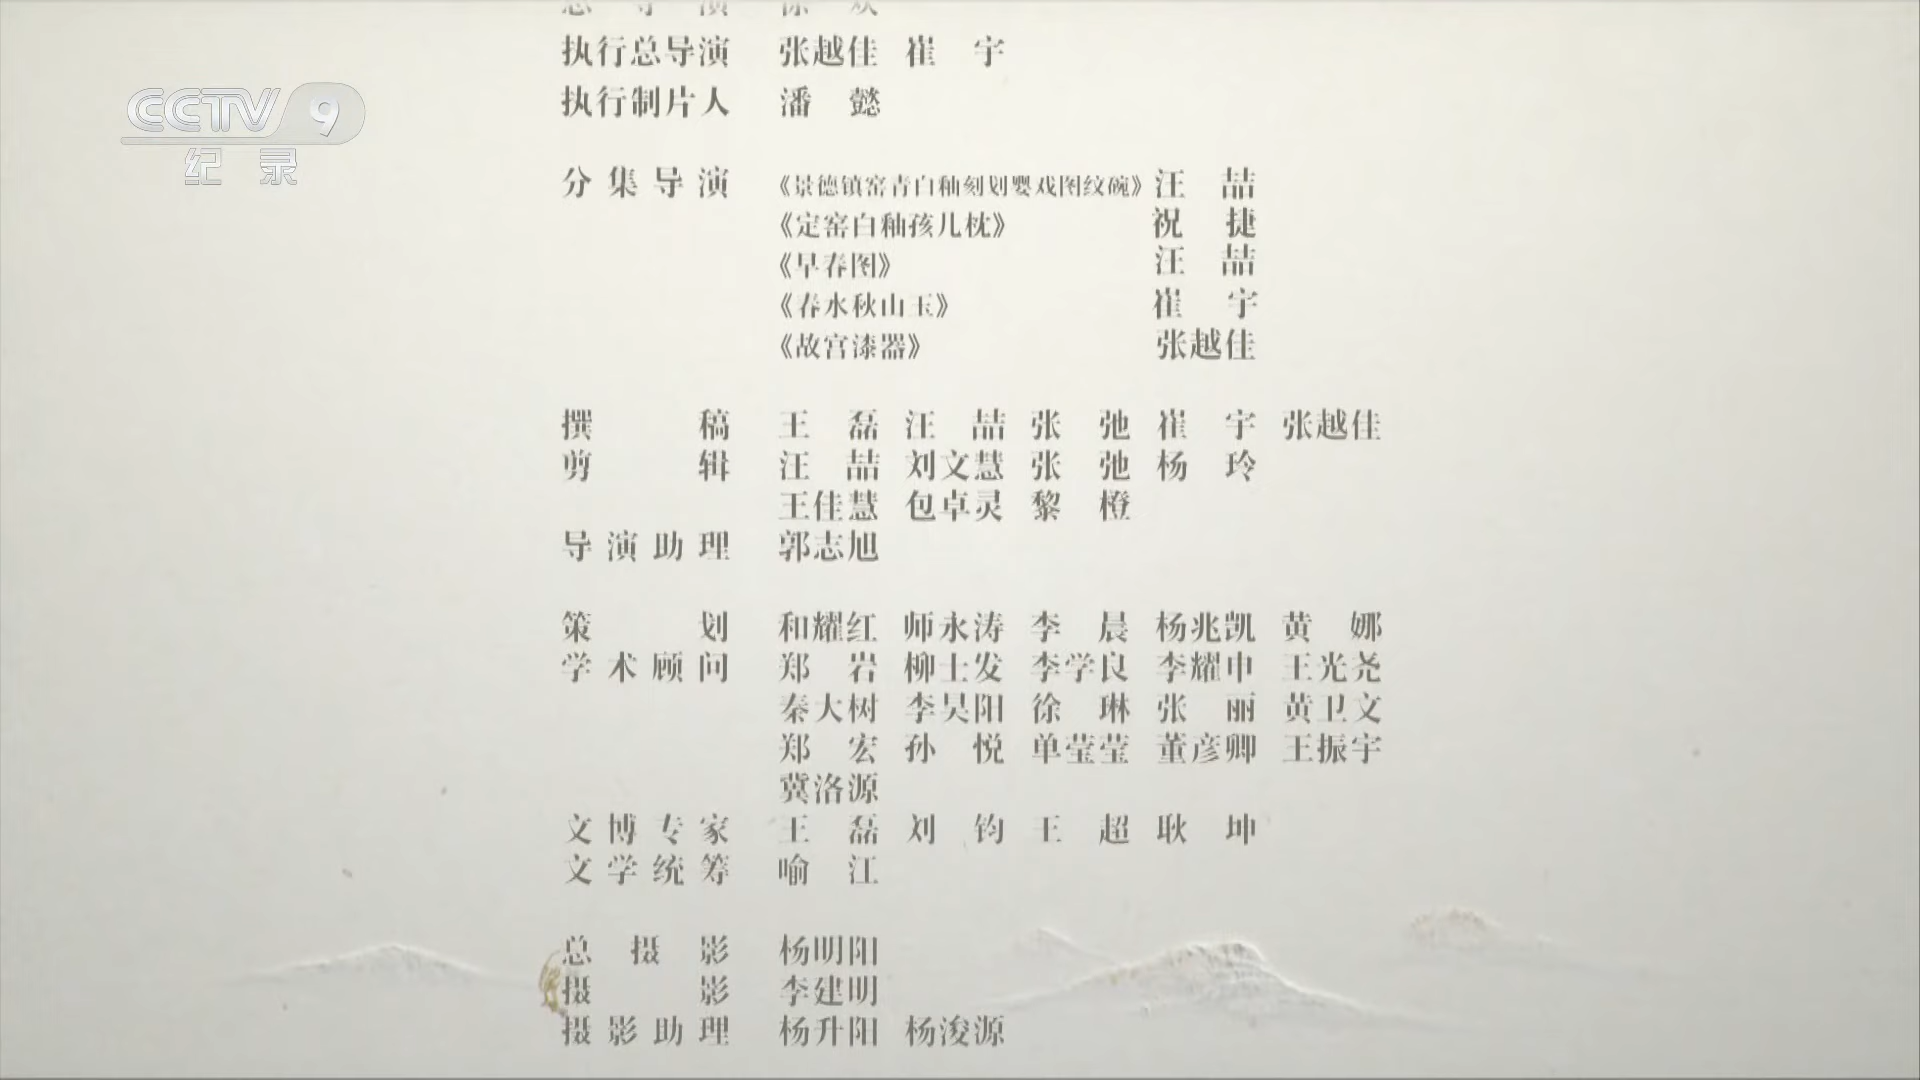 总导演 徐欢
执行总导演 张越佳 崔宇
执行制片人 潘懿
CCTV 9
纪录
分集导演 《景德镇窑青白釉刻划婴戏图纹碗》 汪喆
《定窑白釉孩儿枕》 祝捷
《早春图》 汪喆
《春水秋山玉》 崔宇
《故宫漆器》 张越佳
撰稿 王磊 汪喆 张弛 崔宇 张越佳
剪辑 汪喆 刘文慧 张弛 杨玲
王佳慧 包卓灵 黎橙
导演助理 郭志旭
策划 和耀红 师永涛 李晨 杨兆凯 黄娜
学术顾问 郑岩 柳士发 李学良 李耀申 王光尧
秦大树 李昊阳 徐琳 张丽 黄卫文
郑宏 孙悦 单莹莹 董彦卿 王振宇
冀洛源
文博专家 王磊 刘钧 王超 耿坤
文学统筹 喻江
总摄影 杨明阳
摄影 李建明
摄影助理 杨升阳 杨浚源